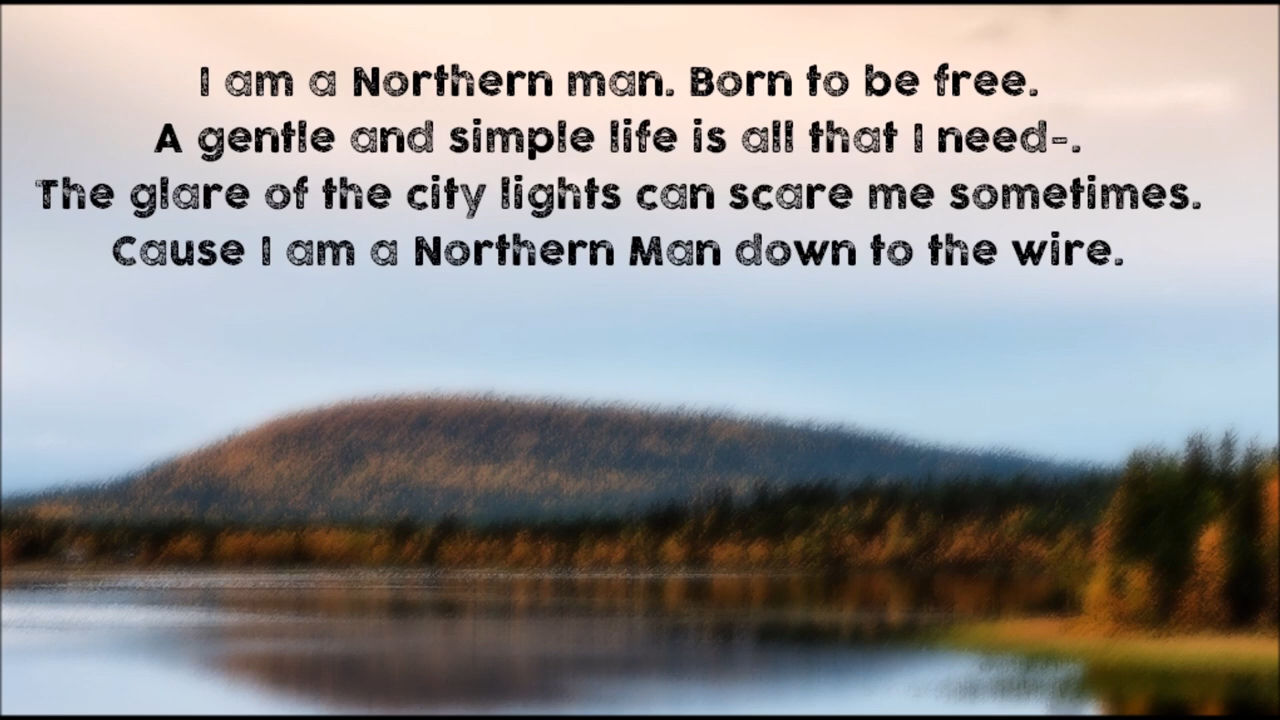 I am a Northern man. Born to be free.
A gentle and simple life is all that I need-.
The glare of the city lights can scare me sometimes.
Cause I am a Northern Man down to the wire.